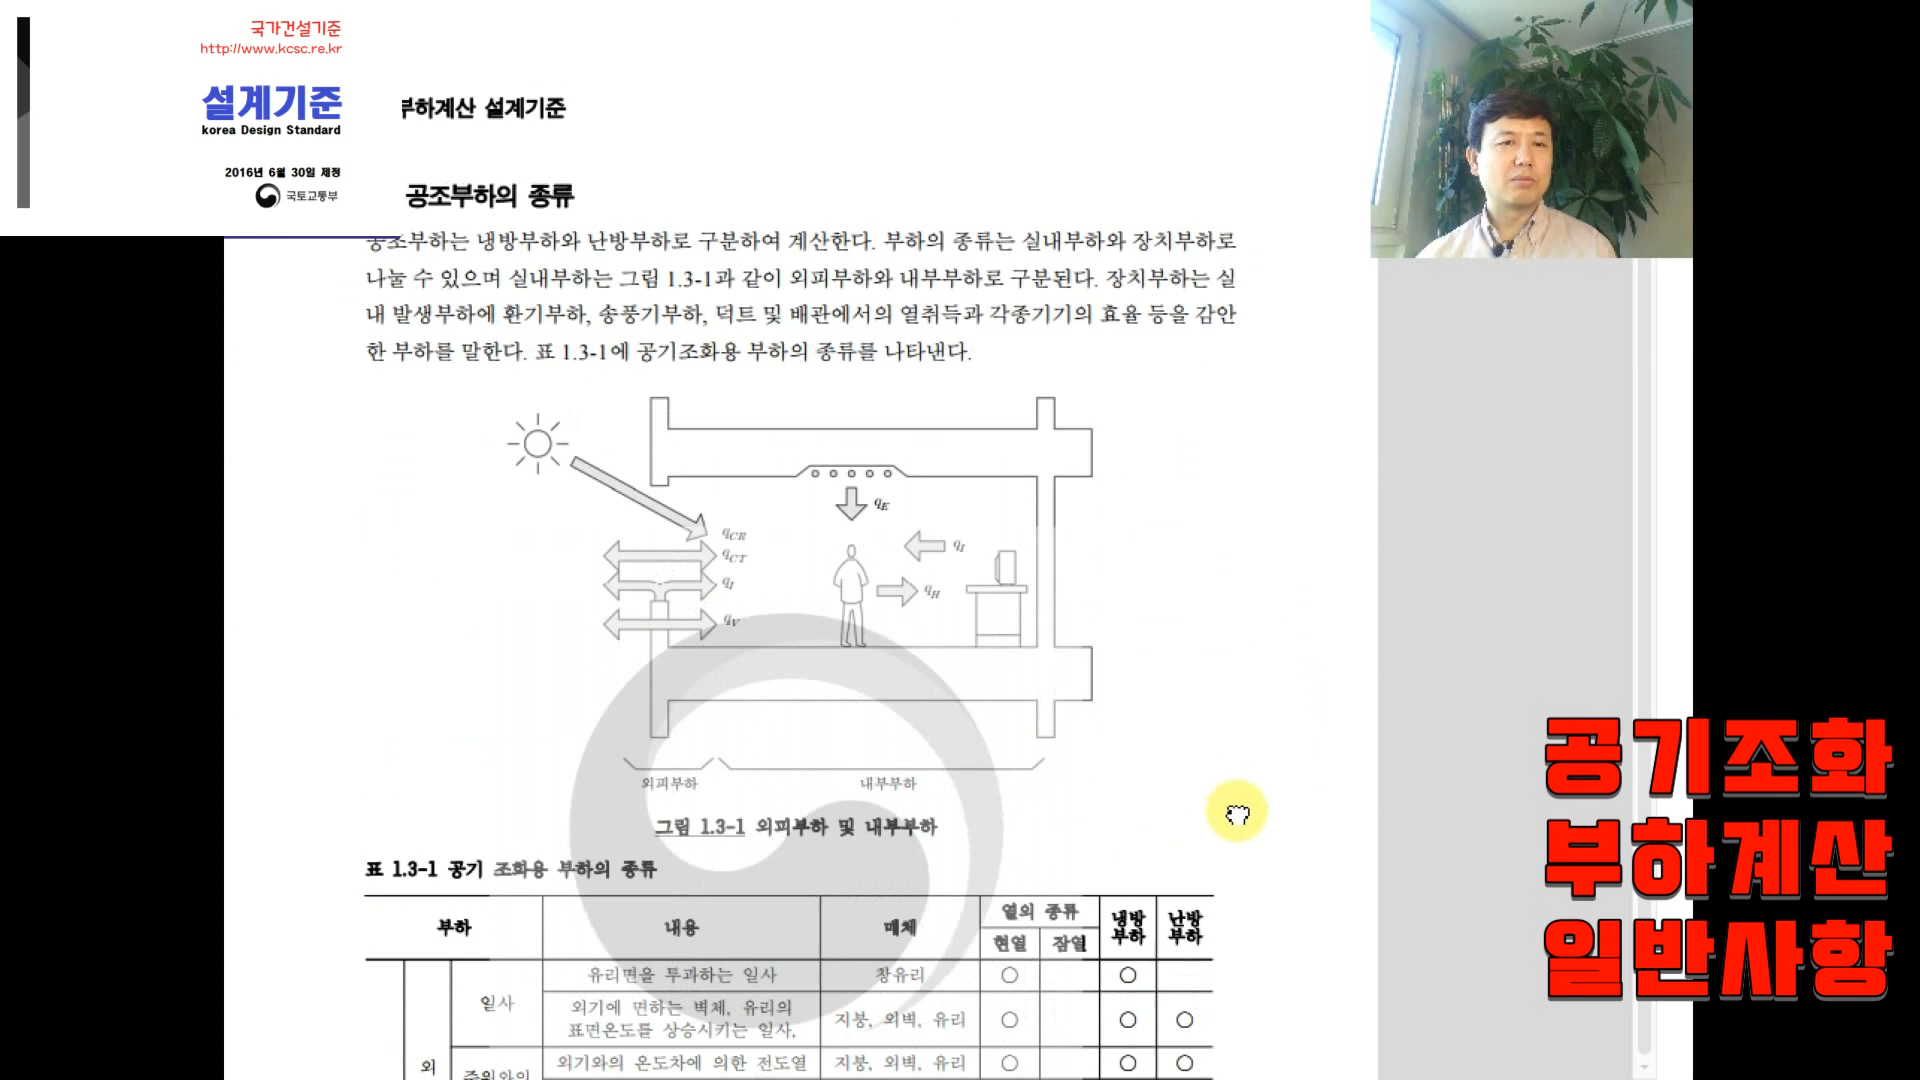 국가건설기준
http://www.kcsc.re.kr
설계기준
korea Design Standard
2016년 6월 30일 제정
국토교통부
부하계산 설계기준
공조부하의 종류
공조부하는 냉방부하와 난방부하로 구분하여 계산한다. 부하의 종류는 실내부하와 장치부하로
나눌 수 있으며 실내부하는 그림 1.3-1과 같이 외피부하와 내부부하로 구분된다. 장치부하는 실
내 발생부하에 환기부하, 송풍기부하, 덕트 및 배관에서의 열취득과 각종기기의 효율 등을 감안
한 부하를 말한다. 표 1.3-1에 공기조화용 부하의 종류를 나타낸다.
qE
qCR
qCT
qI
qV
qI
qH
외피부하
내부부하
그림 1.3-1 외피부하 및 내부부하
표 1.3-1 공기 조화용 부하의 종류
부하
내용
매체
열의 종류
현열
잠열
냉방
부하
난방
부하
외
일사
유리면을 투과하는 일사
창유리
○
○
외기에 면하는 벽체, 유리의
표면온도를 상승시키는 일사,
지붕, 외벽, 유리
○
○
○
주위와의
외기와의 온도차에 의한 전도열
지붕, 외벽, 유리
○
○
○
공기조화
부하계산
일반사항